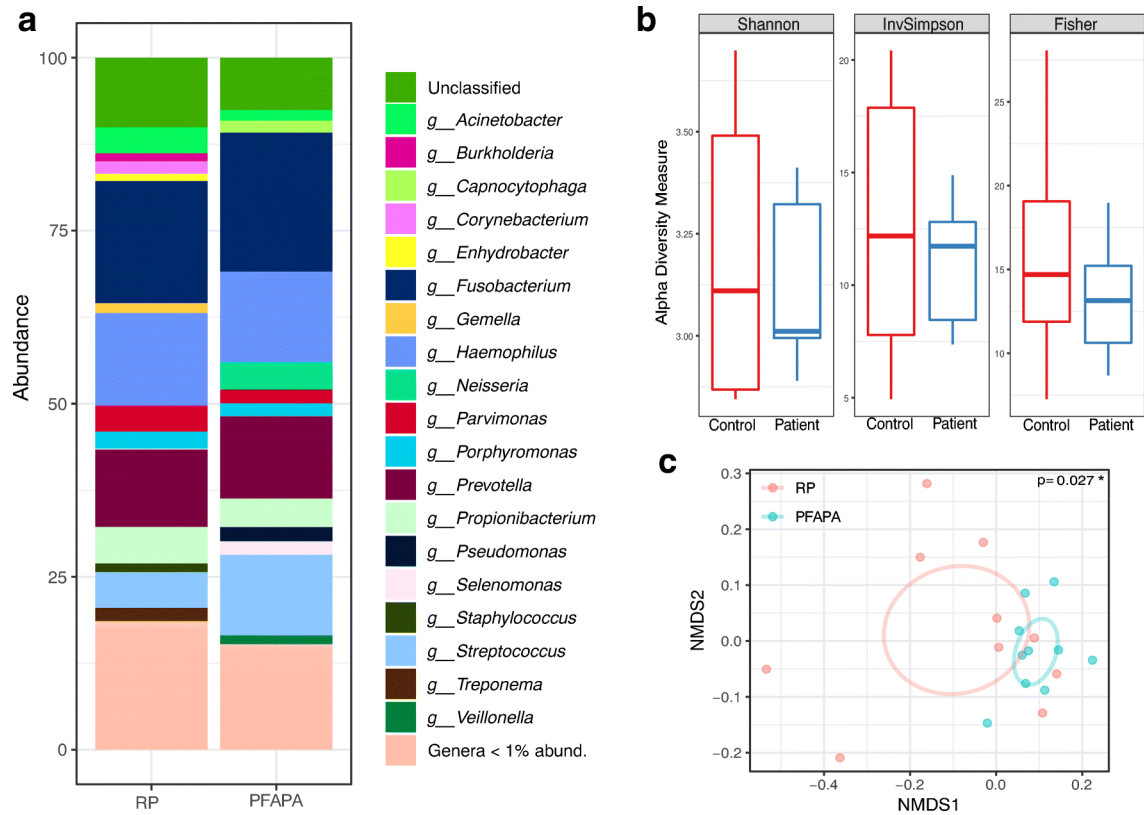 a
Abundance
100
75
50
25
0
RP
PFAPA
Unclassified
g__Acinetobacter
g__Burkholderia
g__Capnocytophaga
g__Corynebacterium
g__Enhydrobacter
g__Fusobacterium
g__Gemella
g__Haemophilus
g__Neisseria
g__Parvimonas
g__Porphyromonas
g__Prevotella
g__Propionibacterium
g__Pseudomonas
g__Selenomonas
g__Staphylococcus
g__Streptococcus
g__Treponema
g__Veillonella
Genera < 1% abund.
b
Alpha Diversity Measure
Shannon
3.50
3.25
3.00
Control Patient
InvSimpson
20
15
10
5
Control Patient
Fisher
25
20
15
10
Control Patient
c
NMDS2
0.3
0.2
0.1
0.0
−0.1
−0.2
RP
PFAPA
p= 0.027 *
−0.4 −0.2 0.0 0.2
NMDS1